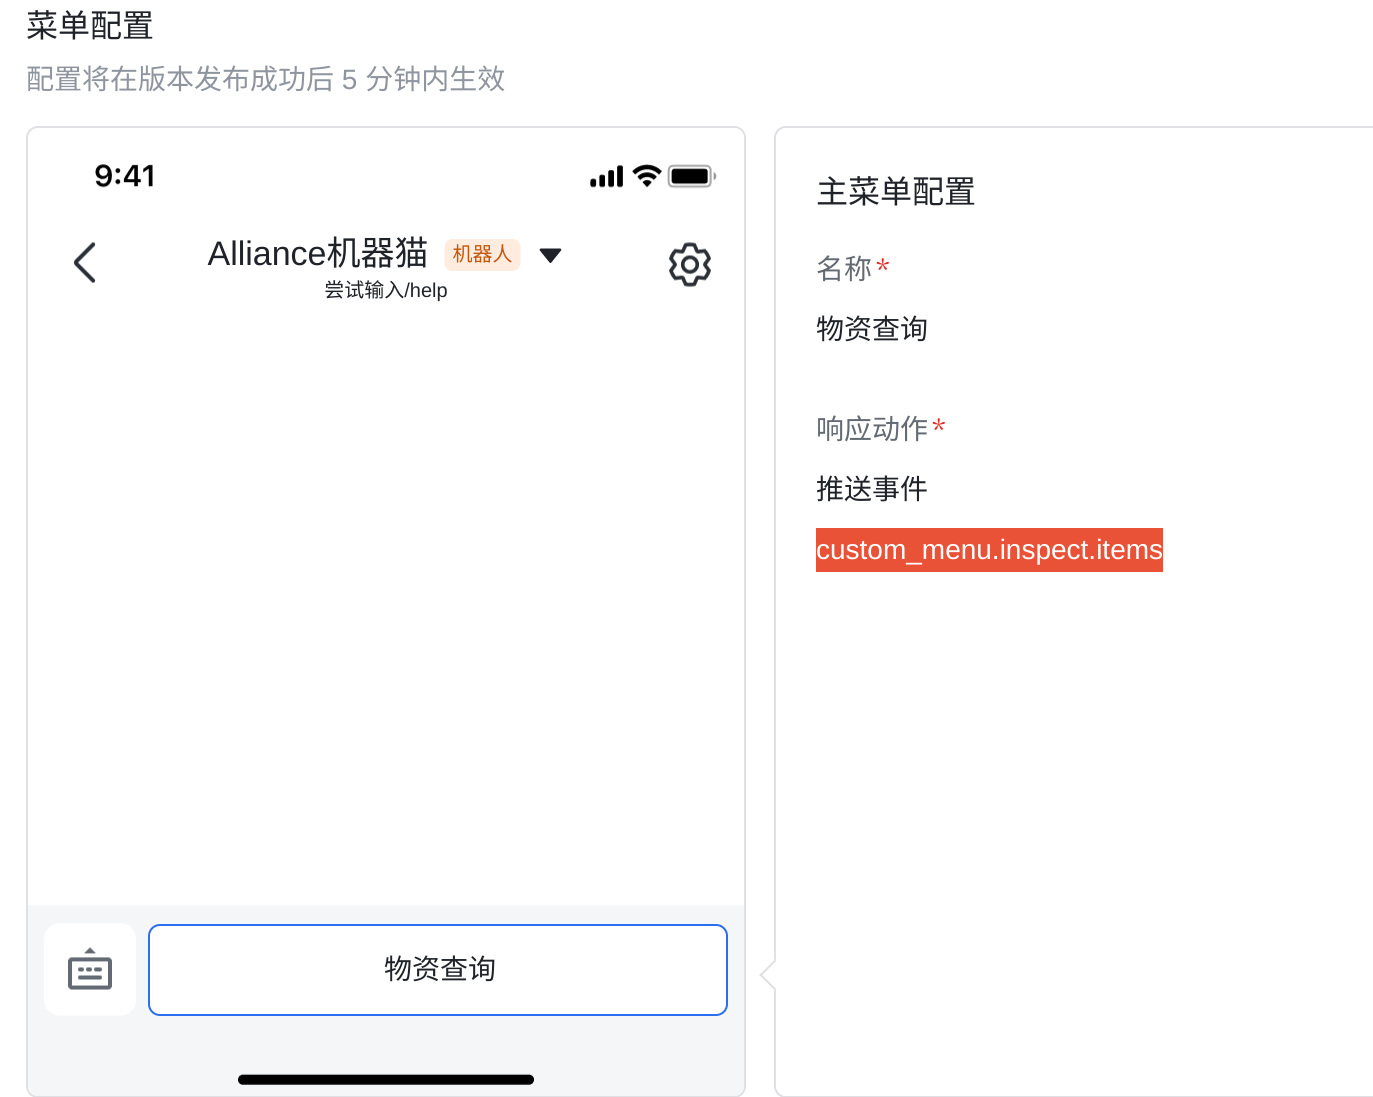 菜单配置
配置将在版本发布成功后 5 分钟内生效
9:41
Alliance机器猫 机器人
尝试输入/help
物资查询
主菜单配置
名称*
物资查询
响应动作*
推送事件
custom_menu.inspect.items